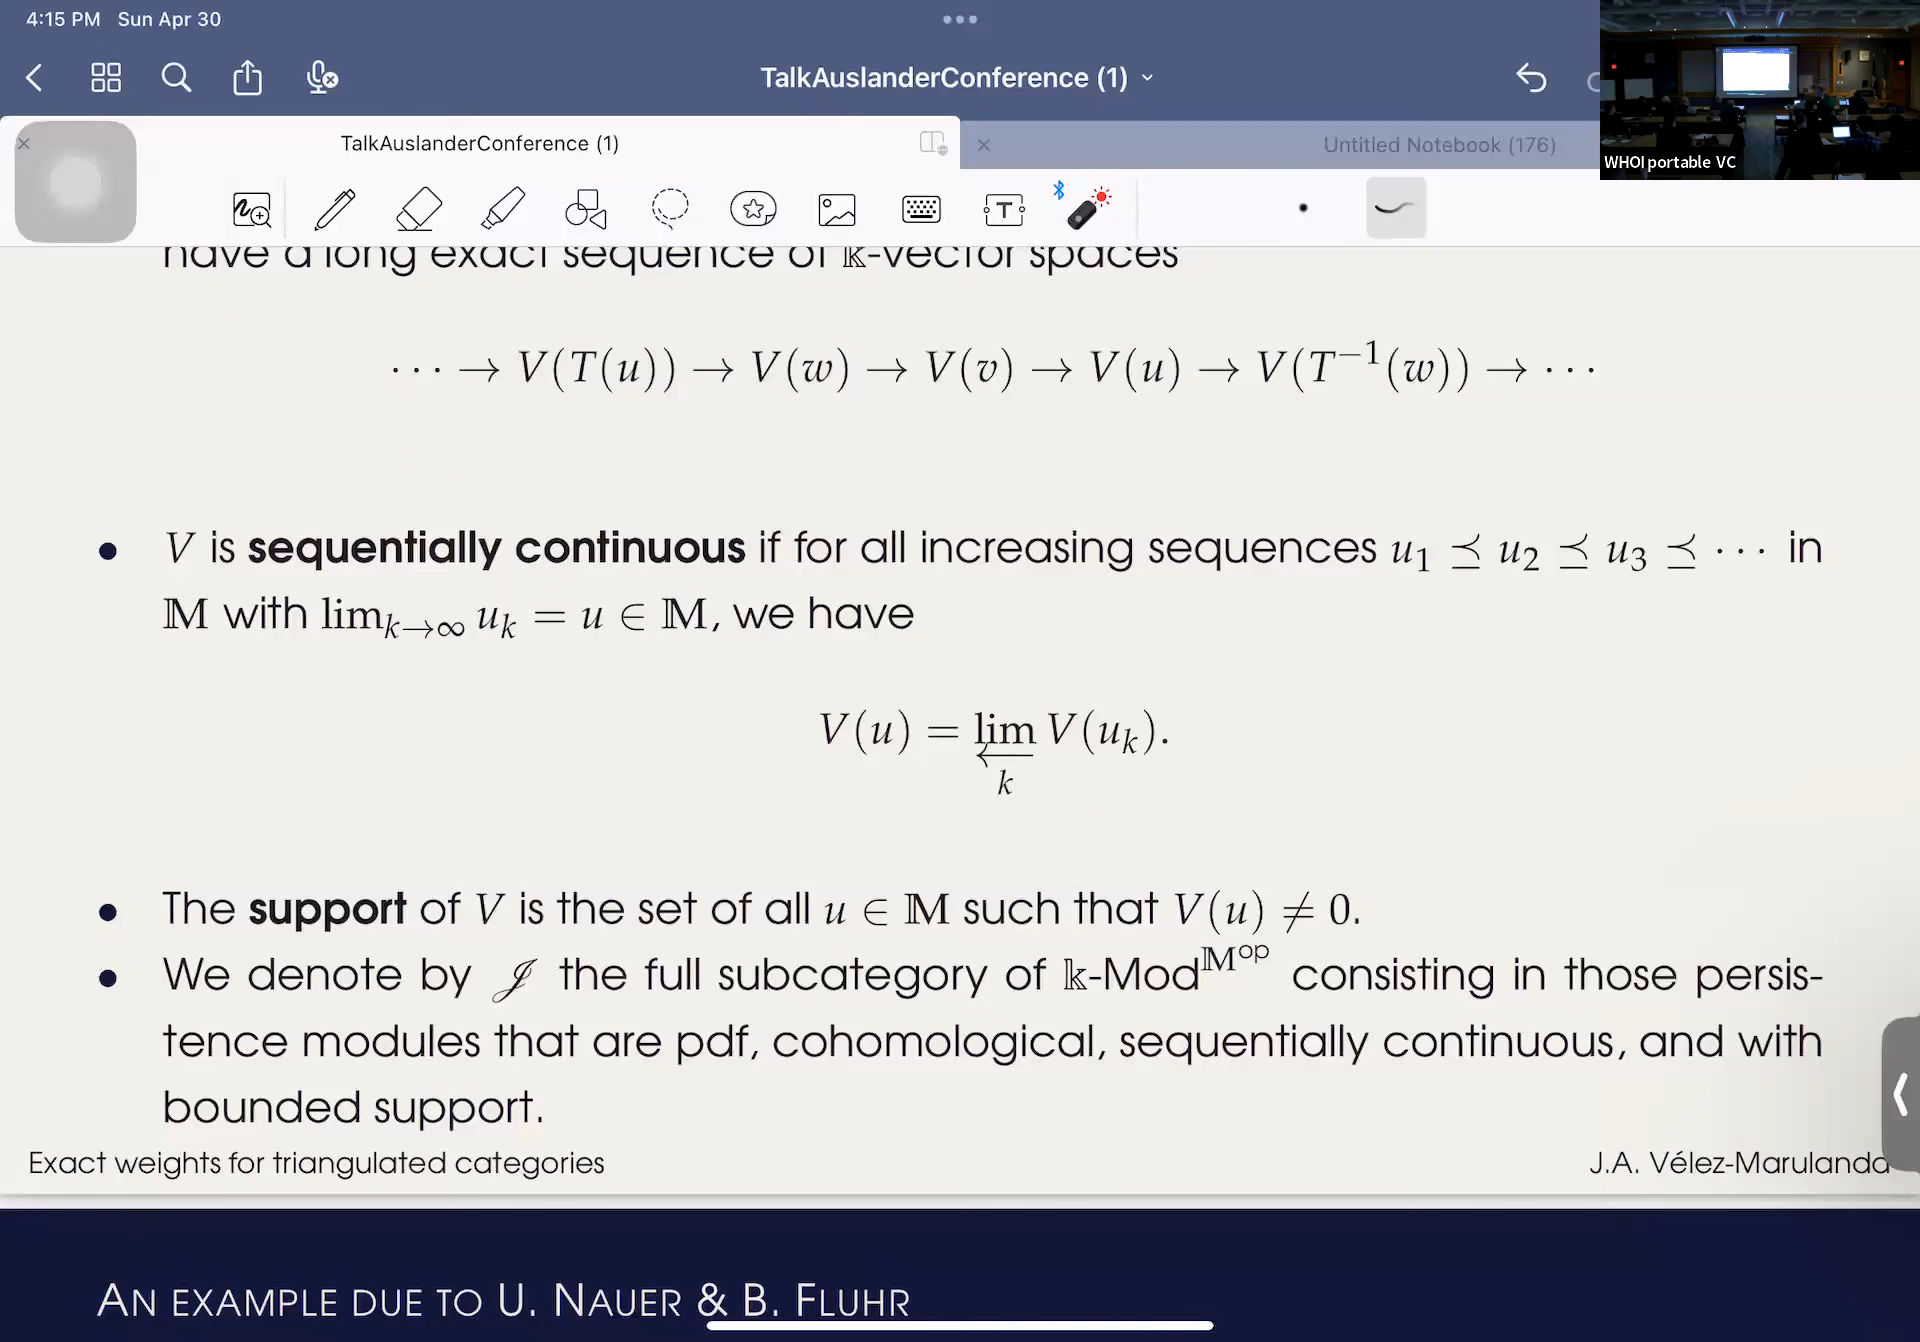 4:15 PM Sun Apr 30
TalkAuslanderConference (1)
TalkAuslanderConference (1)
Untitled Notebook (176)
WHOI portable VC
have a long exact sequence of 𝕜-vector spaces
⋯ → V(T(u)) → V(w) → V(v) → V(u) → V(T⁻¹(w)) → ⋯
• V is sequentially continuous if for all increasing sequences u₁ ⪯ u₂ ⪯ u₃ ⪯ ⋯ in
𝕄 with lim_{k→∞} u_k = u ∈ 𝕄, we have
V(u) = lim V(u_k).
←
k
• The support of V is the set of all u ∈ 𝕄 such that V(u) ≠ 0.
• We denote by 𝒥 the full subcategory of 𝕜-Mod^{𝕄^{op}} consisting in those persis-
tence modules that are pdf, cohomological, sequentially continuous, and with
bounded support.
Exact weights for triangulated categories
J.A. Vélez-Marulanda
AN EXAMPLE DUE TO U. NAUER & B. FLUHR